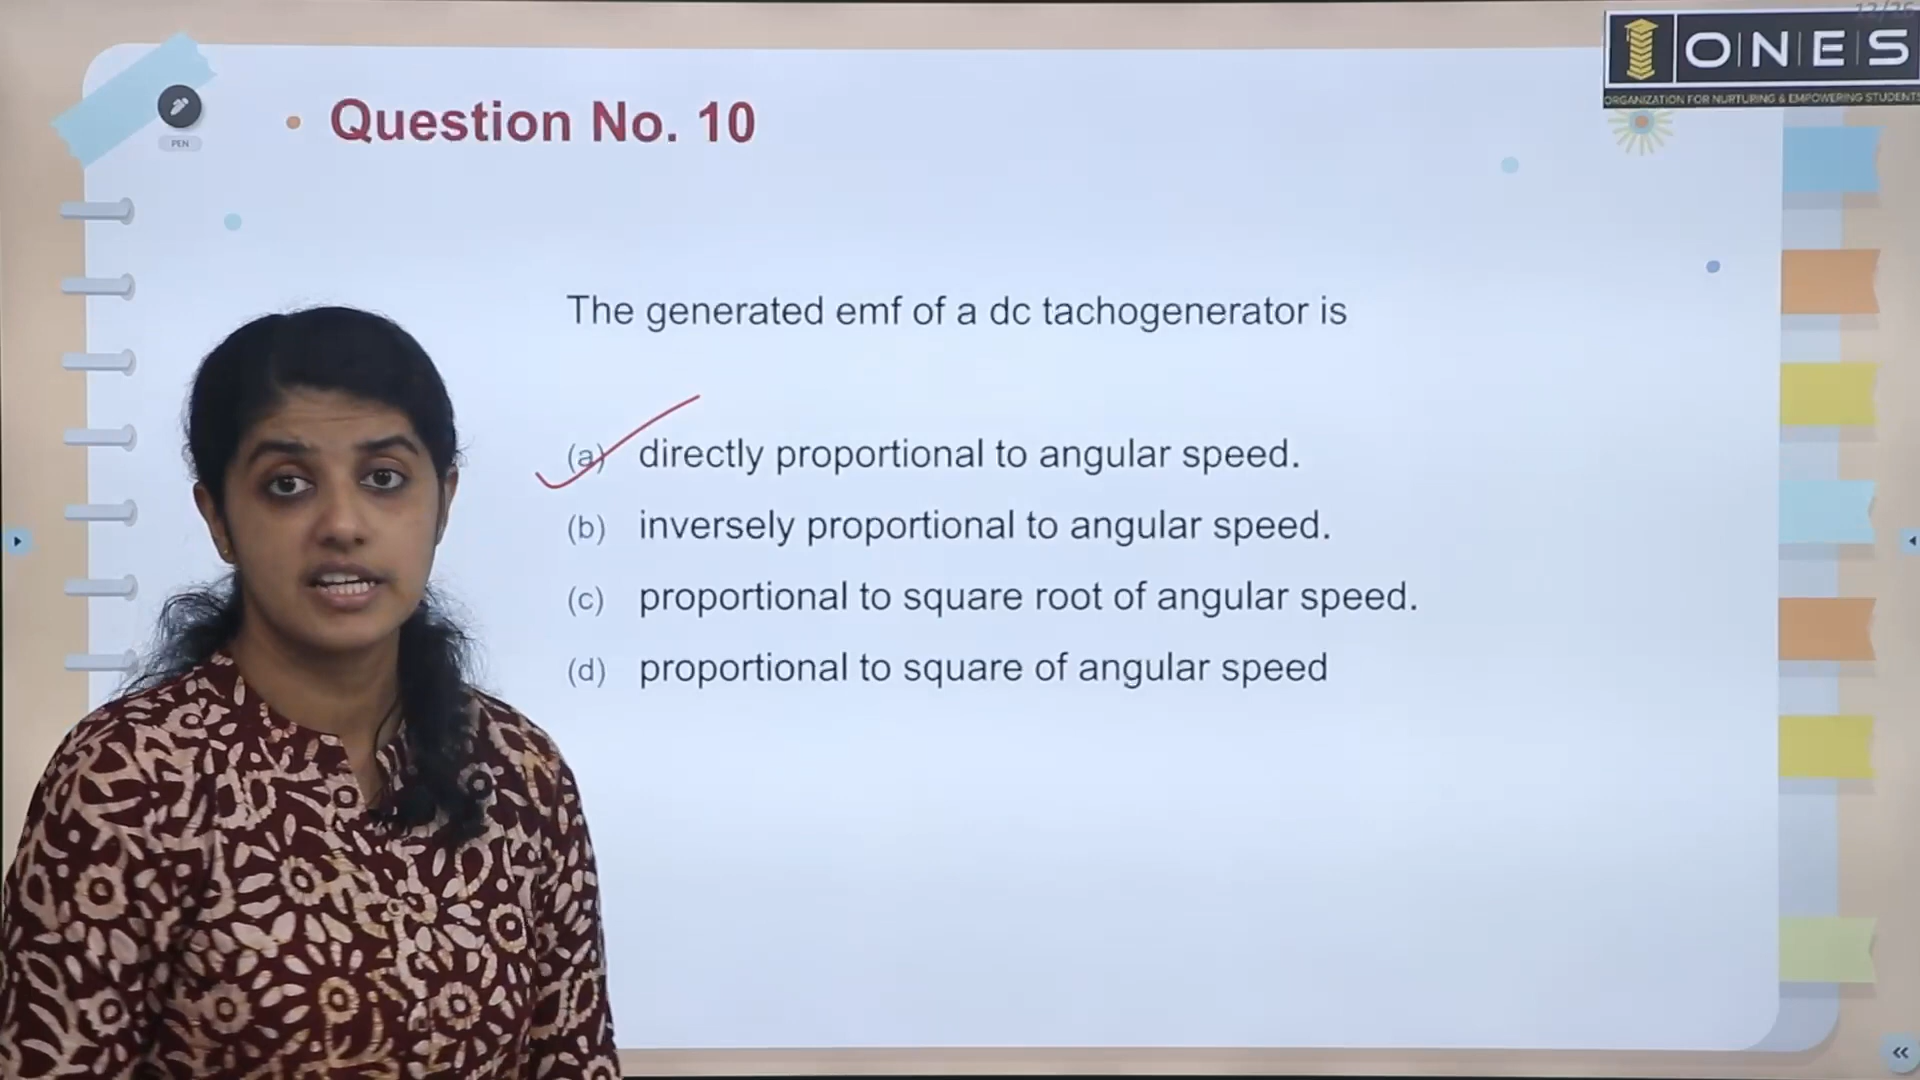 12/26
ONES
ORGANIZATION FOR NURTURING & EMPOWERING STUDENTS
PEN
• Question No. 10
The generated emf of a dc tachogenerator is
(a) directly proportional to angular speed.
(b) inversely proportional to angular speed.
(c) proportional to square root of angular speed.
(d) proportional to square of angular speed